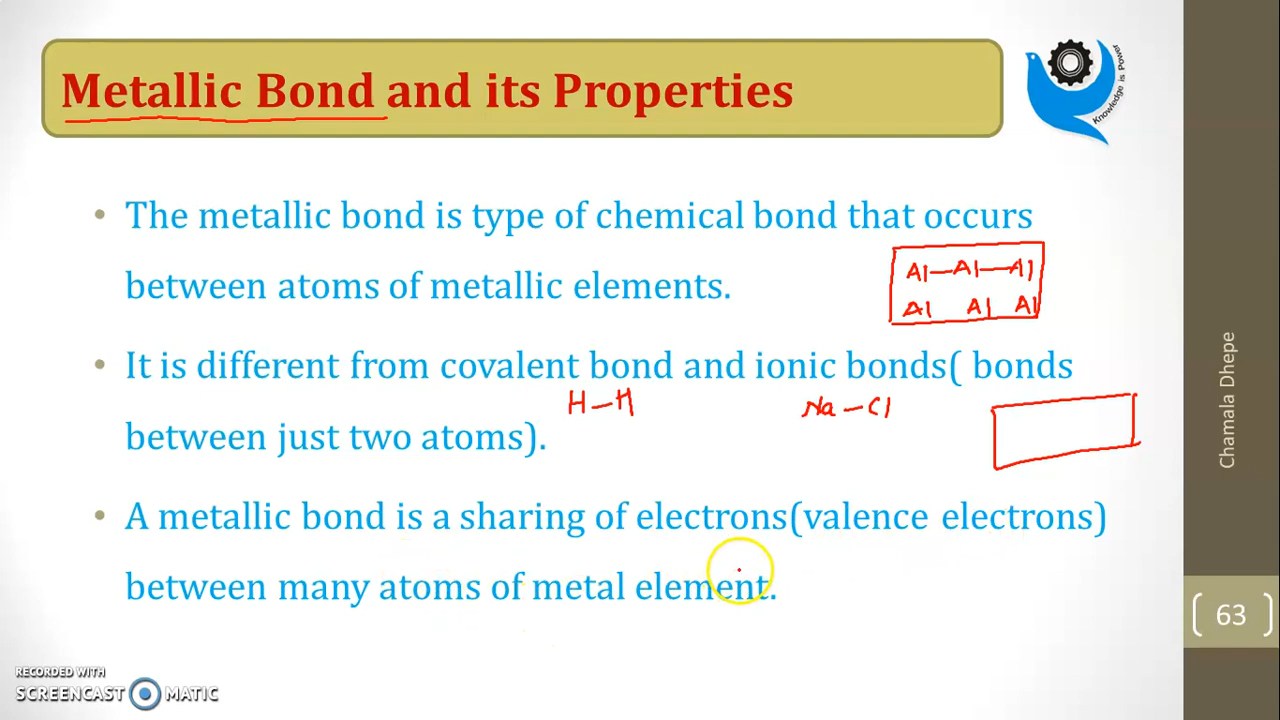 Metallic Bond and its Properties
Knowledge is Power
• The metallic bond is type of chemical bond that occurs
between atoms of metallic elements.
Al—Al—Al
Al Al Al
• It is different from covalent bond and ionic bonds( bonds
H—H Na—Cl
between just two atoms).
• A metallic bond is a sharing of electrons(valence electrons)
between many atoms of metal element.
Chamala Dhepe
63
RECORDED WITH
SCREENCAST MATIC